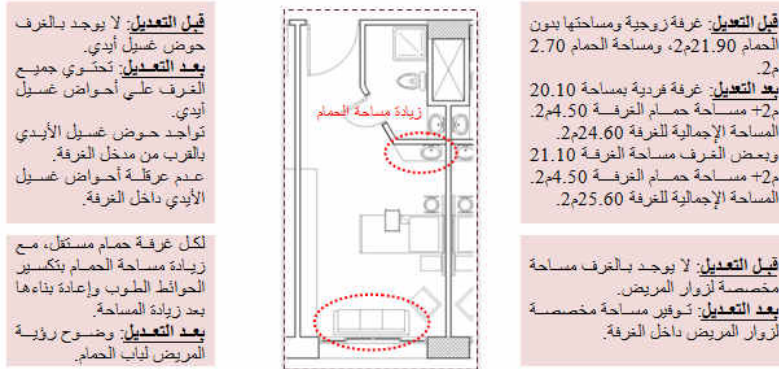 قبل التعديل: غرفة زوجية ومساحتها بدون
الحمام 21.90م2، ومساحة الحمام 2.70
م2.
بعد التعديل: غرفة فردية بمساحة 20.10
م2+ مساحة حمام الغرفة 4.50م2.
المساحة الإجمالية للغرفة 24.60م2.
وبعض الغرف مساحة الغرفة 21.10
م2+ مساحة حمام الغرفة 4.50م2.
المساحة الإجمالية للغرفة 25.60م2.
قبل التعديل: لا يوجد بالغرف مساحة
مخصصة لزوار المريض.
بعد التعديل: توفير مساحة مخصصة
لزوار المريض داخل الغرفة.
زيادة مساحة الحمام
قبل التعديل: لا يوجد بالغرف
حوض غسيل أيدي.
بعد التعديل: تحتوي جميع
الغرف على أحواض غسيل
أيدي.
تواجد حوض غسيل الأيدي
بالقرب من مدخل الغرفة.
عدم عرقلة أحواض غسيل
الأيدي داخل الغرفة.
لكل غرفة حمام مستقل، مع
زيادة مساحة الحمام بتكسير
الحوائط الطوب وإعادة بناءها
بعد زيادة المساحة.
بعد التعديل: وضوح رؤية
المريض لباب الحمام.